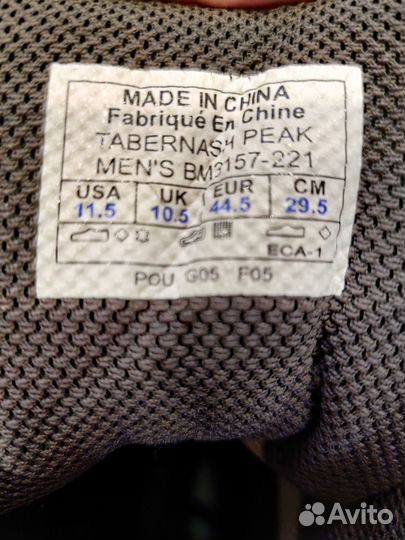 MADE IN CHINA
Fabriqué En Chine
TABERNASH PEAK
MEN'S BM3157-221
USA UK EUR CM
11.5 10.5 44.5 29.5
ECA-1
POU G05 F05
Avito